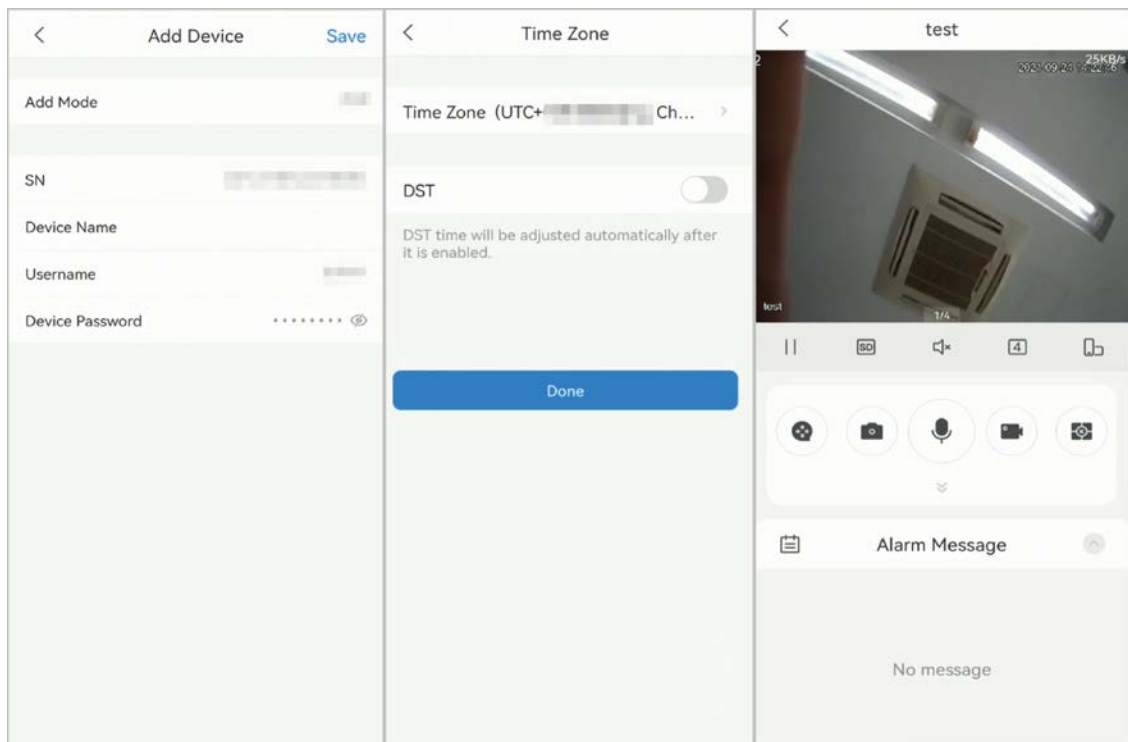 Add Device
Save
Add Mode
SN
Device Name
Username
Device Password
Time Zone
Time Zone (UTC+ Ch...
DST
DST time will be adjusted automatically after
it is enabled.
Done
test
25KB/s
test
1/4
SD
4
Alarm Message
No message